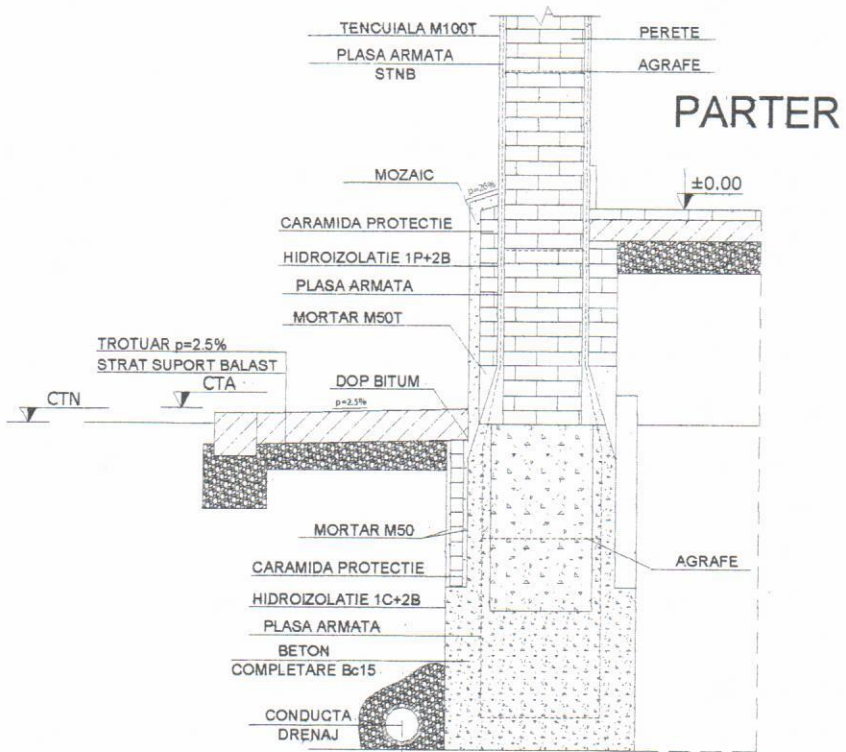 TENCUIALA M100T
PERETE
PLASA ARMATA
STNB
AGRAFE
PARTER
MOZAIC
p=20%
±0.00
CARAMIDA PROTECTIE
HIDROIZOLATIE 1P+2B
PLASA ARMATA
MORTAR M50T
TROTUAR p=2.5%
STRAT SUPORT BALAST
DOP BITUM
CTN
CTA
p=2.5%
MORTAR M50
AGRAFE
CARAMIDA PROTECTIE
HIDROIZOLATIE 1C+2B
PLASA ARMATA
BETON
COMPLETARE Bc15
CONDUCTA
DRENAJ